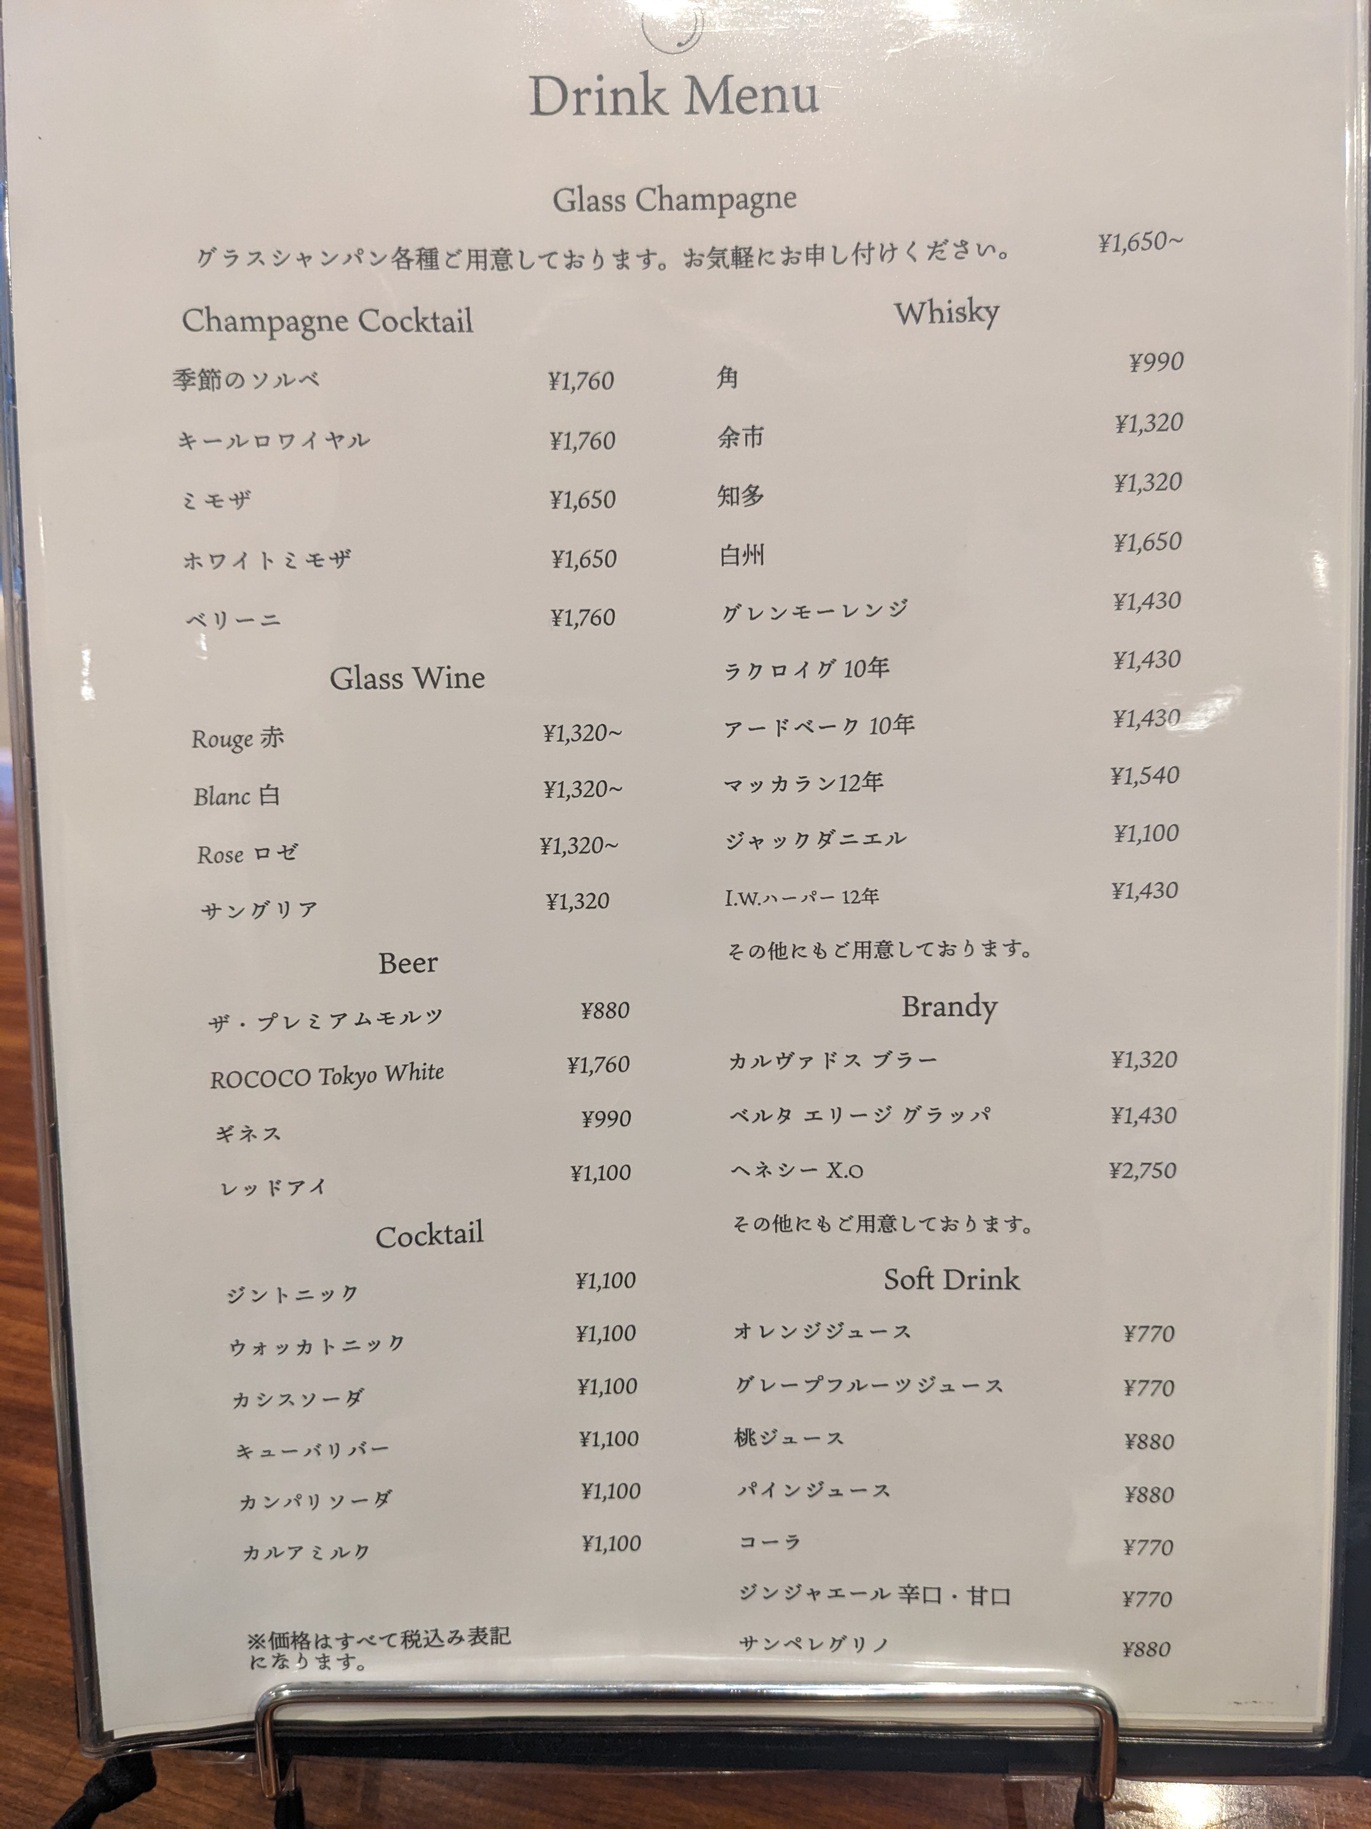 Drink Menu
Glass Champagne
グラスシャンパン各種ご用意しております。お気軽にお申し付けください。 ¥1,650~
Champagne Cocktail
季節のソルベ ¥1,760
キールロワイヤル ¥1,760
ミモザ ¥1,650
ホワイトミモザ ¥1,650
ベリーニ ¥1,760
Glass Wine
Rouge 赤 ¥1,320~
Blanc 白 ¥1,320~
Rose ロゼ ¥1,320~
サングリア ¥1,320
Beer
ザ・プレミアムモルツ ¥880
ROCOCO Tokyo White ¥1,760
ギネス ¥990
レッドアイ ¥1,100
Cocktail
ジントニック ¥1,100
ウォッカトニック ¥1,100
カシスソーダ ¥1,100
キューバリバー ¥1,100
カンパリソーダ ¥1,100
カルアミルク ¥1,100
※価格はすべて税込み表記
になります。
Whisky
角 ¥990
余市 ¥1,320
知多 ¥1,320
白州 ¥1,650
グレンモーレンジ ¥1,430
ラクロイグ 10年 ¥1,430
アードベーク 10年 ¥1,430
マッカラン12年 ¥1,540
ジャックダニエル ¥1,100
I.W.ハーパー 12年 ¥1,430
その他にもご用意しております。
Brandy
カルヴァドス ブラー ¥1,320
ベルタ エリージ グラッパ ¥1,430
ヘネシー X.O ¥2,750
その他にもご用意しております。
Soft Drink
オレンジジュース ¥770
グレープフルーツジュース ¥770
桃ジュース ¥880
パインジュース ¥880
コーラ ¥770
ジンジャエール 辛口・甘口 ¥770
サンペレグリノ ¥880